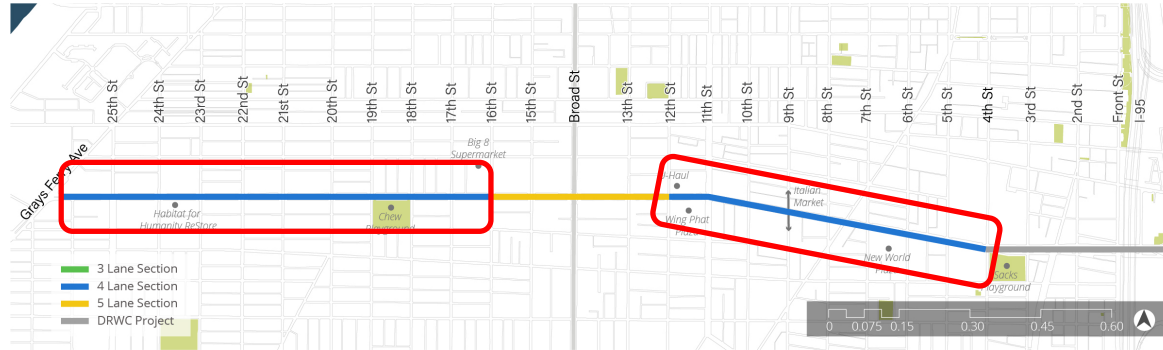 25th St
24th St
23rd St
22nd St
21st St
20th St
19th St
18th St
17th St
16th St
15th St
Broad St
13th St
12th St
11th St
10th St
9th St
8th St
7th St
6th St
5th St
4th St
3rd St
2nd St
Front St
I-95
Grays Ferry Ave
Big 8
Supermarket
Habitat for
Humanity ReStore
Chew
Playground
-Haul
Wing Phat
Italian
Market
New World
Sacks
Playground
3 Lane Section
4 Lane Section
5 Lane Section
DRWC Project
0 0.075 0.15 0.30 0.45 0.60